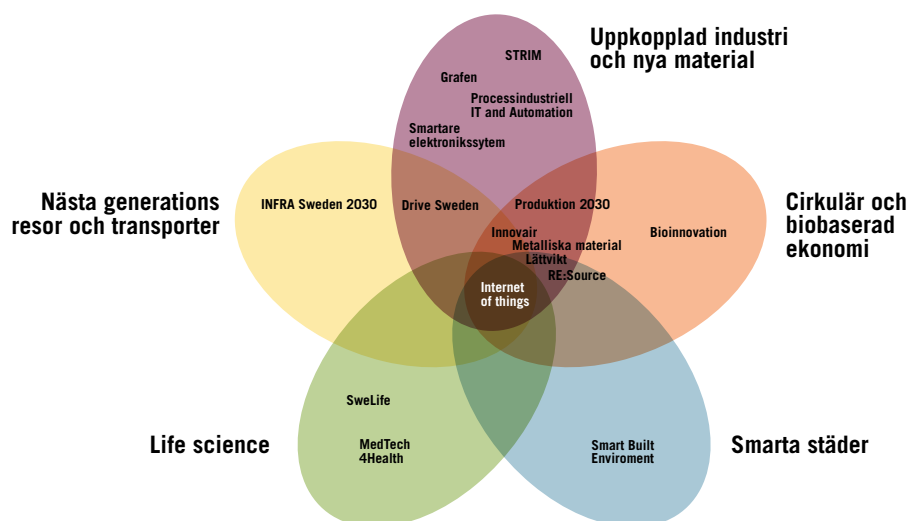 Uppkopplad industri
och nya material
STRIM
Grafen
Processindustriell
IT and Automation
Smartare
elektronikssytem
Nästa generations
resor och transporter
INFRA Sweden 2030
Drive Sweden
Produktion 2030
Cirkulär och
biobaserad
ekonomi
Innovair
Bioinnovation
Metalliska material
Lättvikt
RE:Source
Internet
of things
SweLife
Life science
MedTech
4Health
Smart Built
Enviroment
Smarta städer